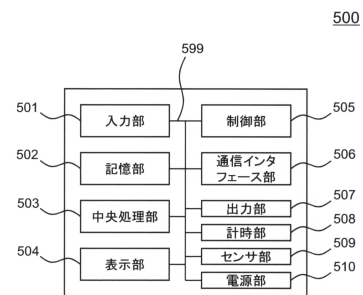 500
599
501
入力部
制御部
505
502
記憶部
通信インタ
フェース部
506
503
中央処理部
出力部
507
計時部
508
504
表示部
センサ部
509
電源部
510